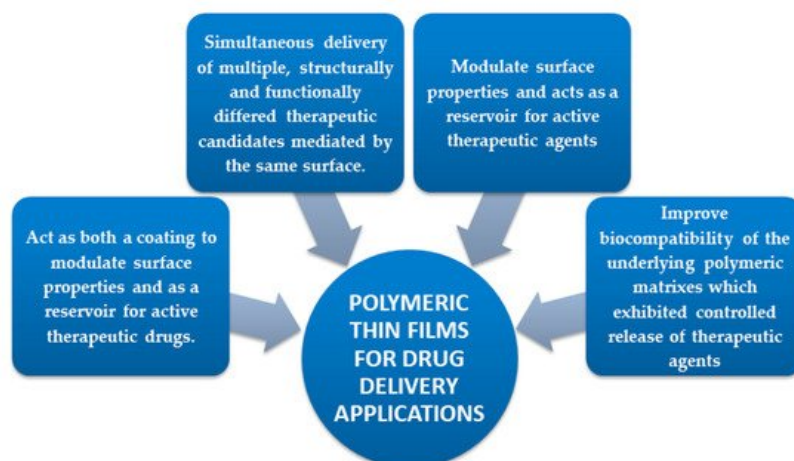 Simultaneous delivery
of multiple, structurally
and functionally
differed therapeutic
candidates mediated by
the same surface.
Modulate surface
properties and acts as a
reservoir for active
therapeutic agents
Act as both a coating to
modulate surface
properties and as a
reservoir for active
therapeutic drugs.
Improve
biocompatibility of the
underlying polymeric
matrixes which
exhibited controlled
release of therapeutic
agents
POLYMERIC
THIN FILMS
FOR DRUG
DELIVERY
APPLICATIONS